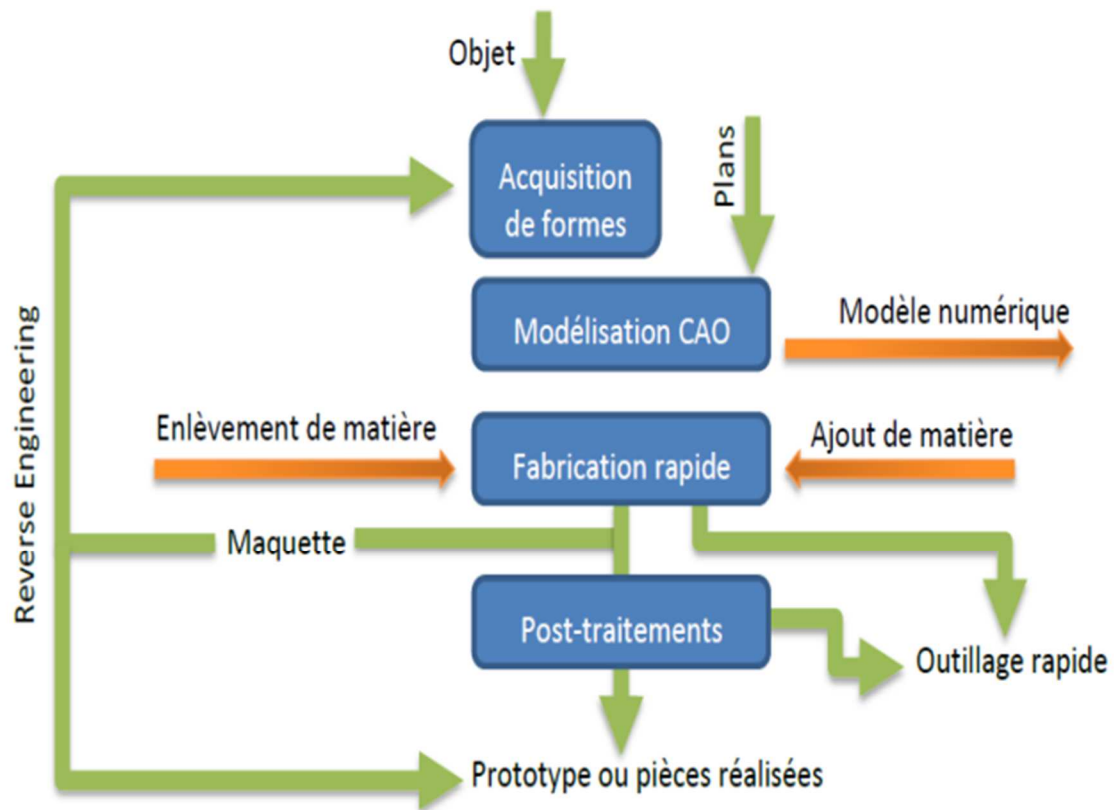 Objet
Acquisition
de formes
Plans
Modélisation CAO
Modèle numérique
Reverse Engineering
Enlèvement de matière
Fabrication rapide
Ajout de matière
Maquette
Post-traitements
Outillage rapide
Prototype ou pièces réalisées